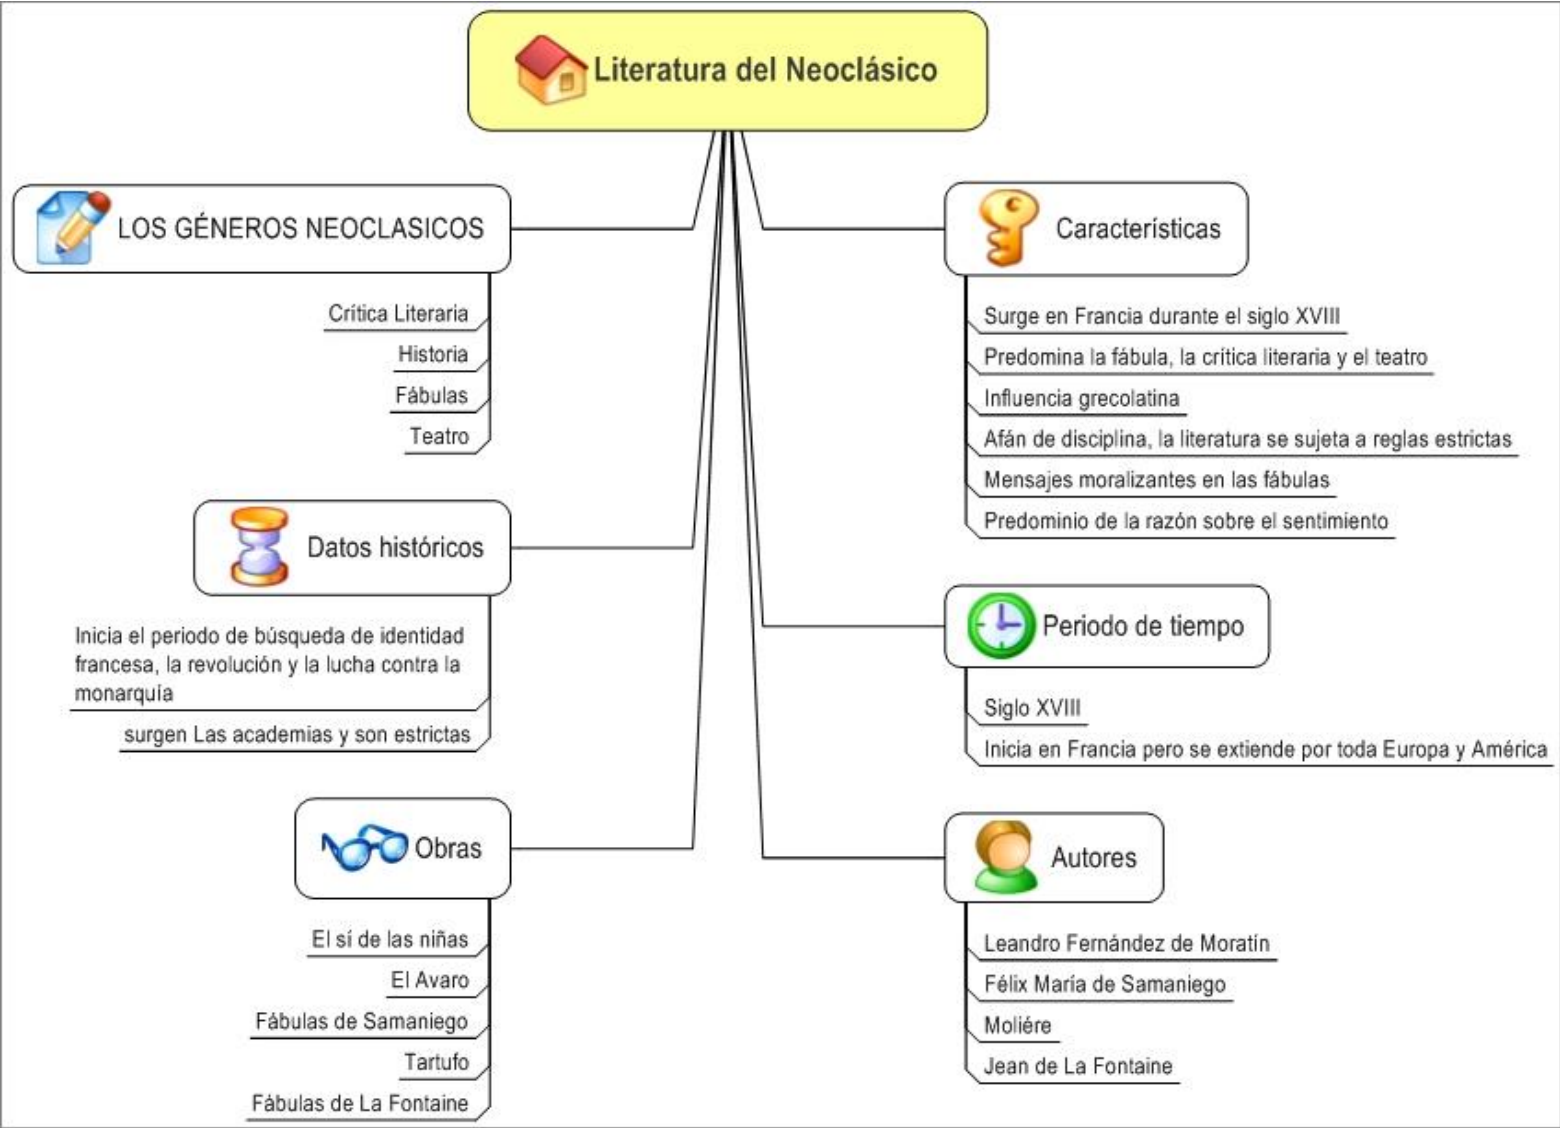 Literatura del Neoclásico
LOS GÉNEROS NEOCLASICOS
Crítica Literaria
Historia
Fábulas
Teatro
Datos históricos
Inicia el periodo de búsqueda de identidad
francesa, la revolución y la lucha contra la
monarquía
surgen Las academias y son estrictas
Obras
El sí de las niñas
El Avaro
Fábulas de Samaniego
Tartufo
Fábulas de La Fontaine
Características
Surge en Francia durante el siglo XVIII
Predomina la fábula, la crítica literaria y el teatro
Influencia grecolatina
Afán de disciplina, la literatura se sujeta a reglas estrictas
Mensajes moralizantes en las fábulas
Predominio de la razón sobre el sentimiento
Periodo de tiempo
Siglo XVIII
Inicia en Francia pero se extiende por toda Europa y América
Autores
Leandro Fernández de Moratín
Félix María de Samaniego
Moliére
Jean de La Fontaine